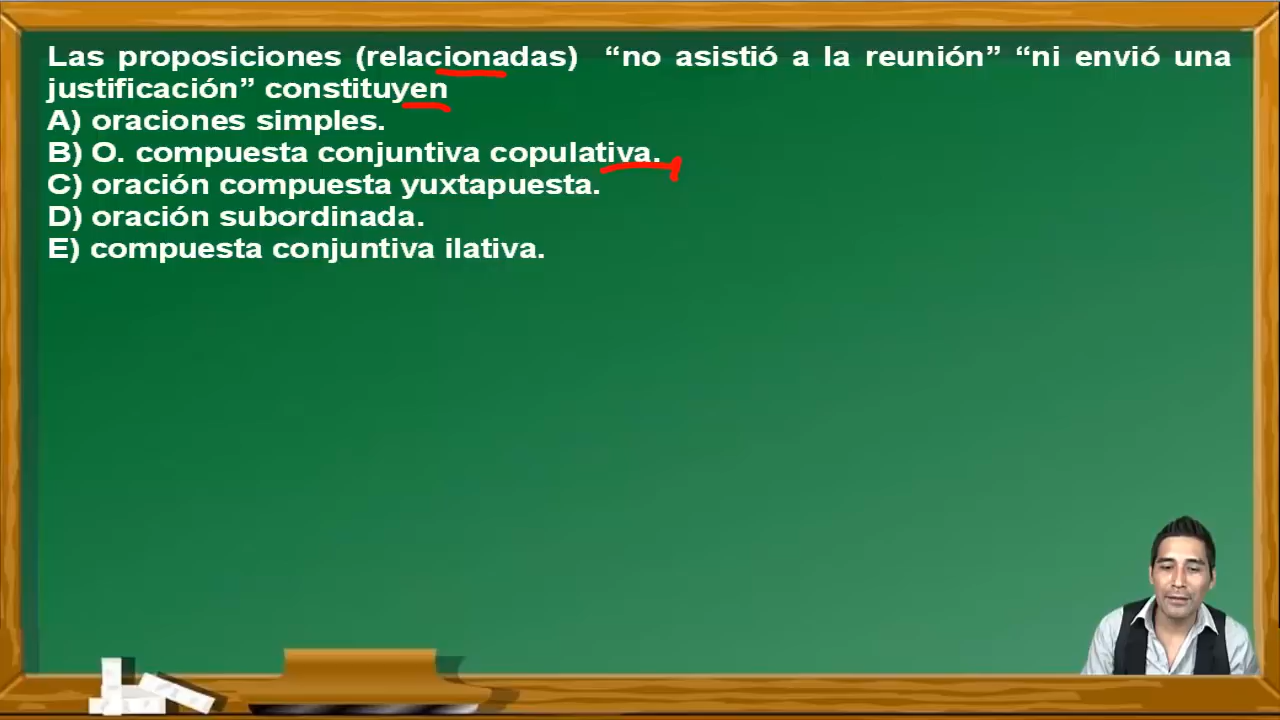 Las proposiciones (relacionadas) “no asistió a la reunión” “ni envió una
justificación” constituyen
A) oraciones simples.
B) O. compuesta conjuntiva copulativa.
C) oración compuesta yuxtapuesta.
D) oración subordinada.
E) compuesta conjuntiva ilativa.